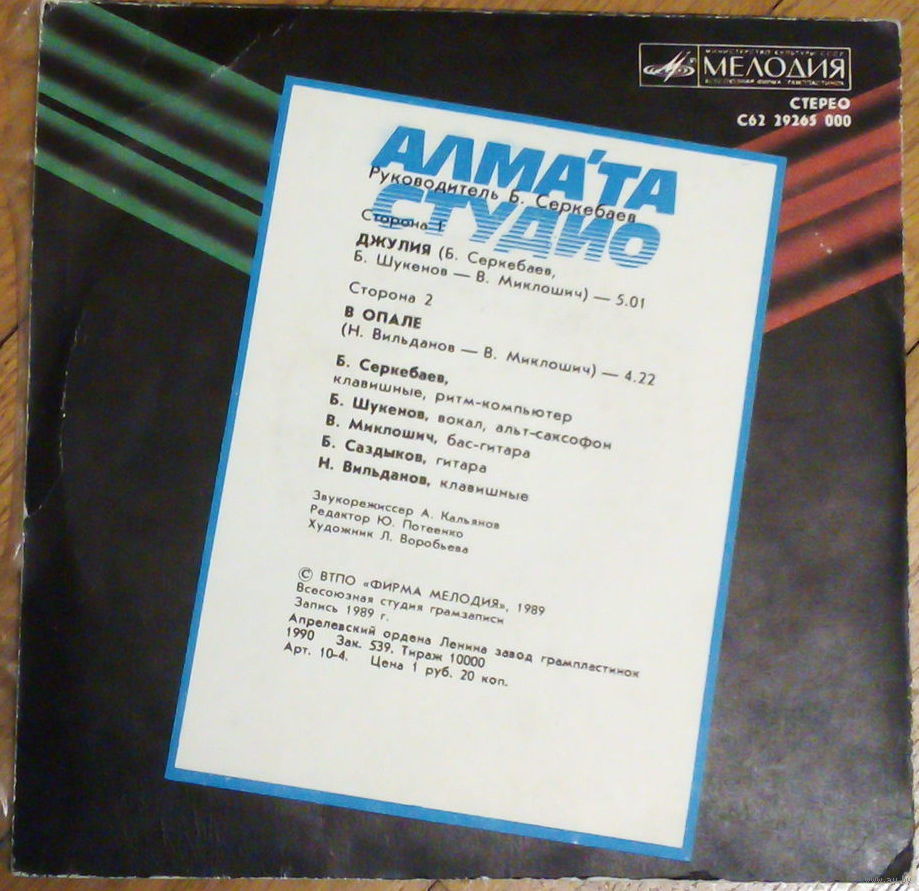 МИНИСТЕРСТВО КУЛЬТУРЫ СССР
МЕЛОДИЯ
ВСЕСОЮЗНАЯ ФИРМА ГРАМПЛАСТИНОК
СТЕРЕО
С62 29265 000
АЛМА'ТА
Руководитель Б. Серкебаев
СТУДИО
Сторона 1
ДЖУЛИЯ (Б. Серкебаев,
Б. Шукенов — В. Миклошич) — 5.01
Сторона 2
В ОПАЛЕ
(Н. Вильданов — В. Миклошич) — 4.22
Б. Серкебаев,
клавишные, ритм-компьютер
Б. Шукенов, вокал, альт-саксофон
В. Миклошич, бас-гитара
Б. Саздыков, гитара
Н. Вильданов, клавишные
Звукорежиссер А. Кальянов
Редактор Ю. Потеенко
Художник Л. Воробьева
© ВТПО «ФИРМА МЕЛОДИЯ», 1989
Всесоюзная студия грамзаписи
Запись 1989 г.
Апрелевский ордена Ленина завод грампластинок
1990 Зак. 539. Тираж 10000
Арт. 10-4. Цена 1 руб. 20 коп.